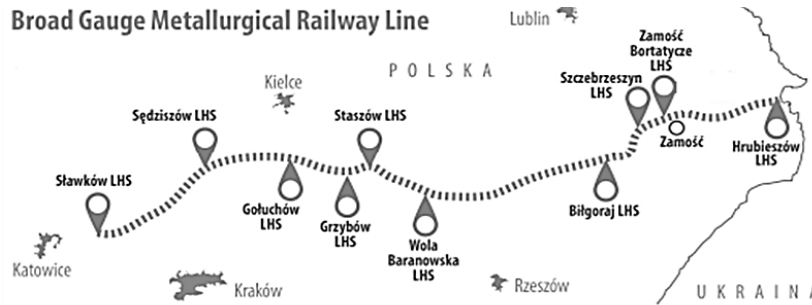 Broad Gauge Metallurgical Railway Line
Lublin
Zamość
Bortatycze
LHS
POLSKA
Kielce
Szczebrzeszyn
LHS
Sędziszów LHS
Staszów LHS
Zamość
Hrubieszów
LHS
Sławków LHS
Gołuchów
LHS
Grzybów
LHS
Biłgoraj LHS
Wola
Baranowska
LHS
Katowice
Kraków
Rzeszów
UKRAINA